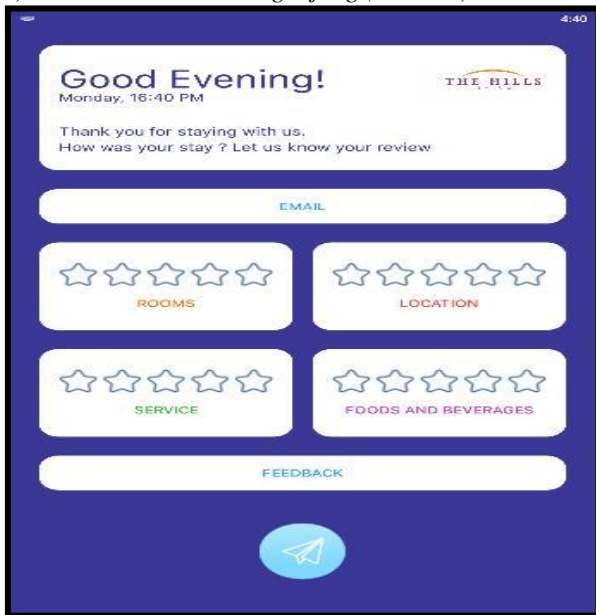 4:40
Good Evening!
THE HILLS
Monday, 16:40 PM
Thank you for staying with us.
How was your stay ? Let us know your review
EMAIL
ROOMS
LOCATION
SERVICE
FOODS AND BEVERAGES
FEEDBACK